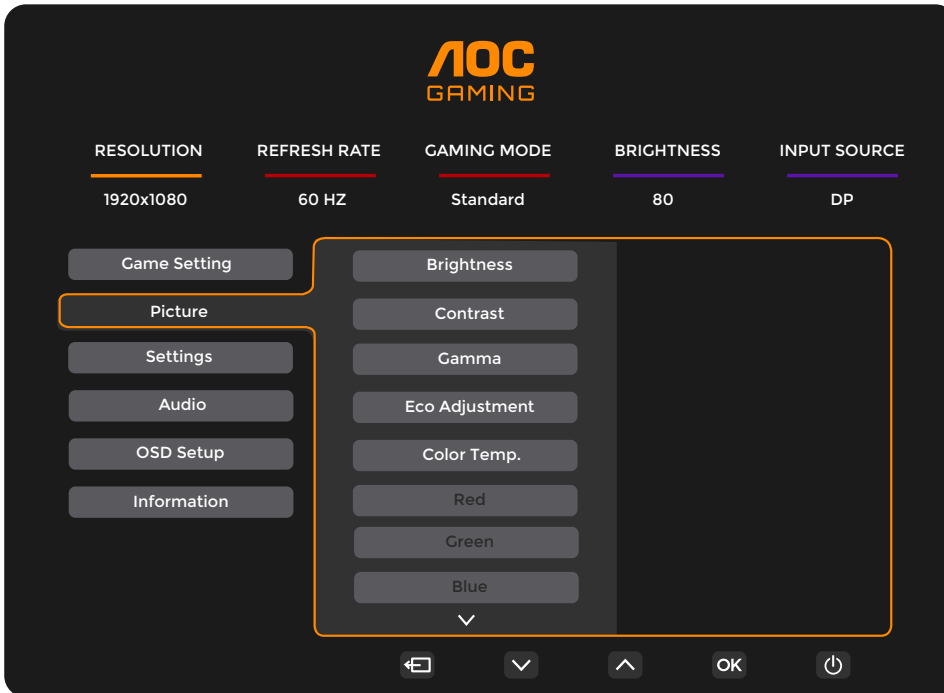 AOC
GAMING
RESOLUTION REFRESH RATE GAMING MODE BRIGHTNESS INPUT SOURCE
1920x1080 60 HZ Standard 80 DP
Game Setting
Picture
Settings
Audio
OSD Setup
Information
Brightness
Contrast
Gamma
Eco Adjustment
Color Temp.
Red
Green
Blue
OK